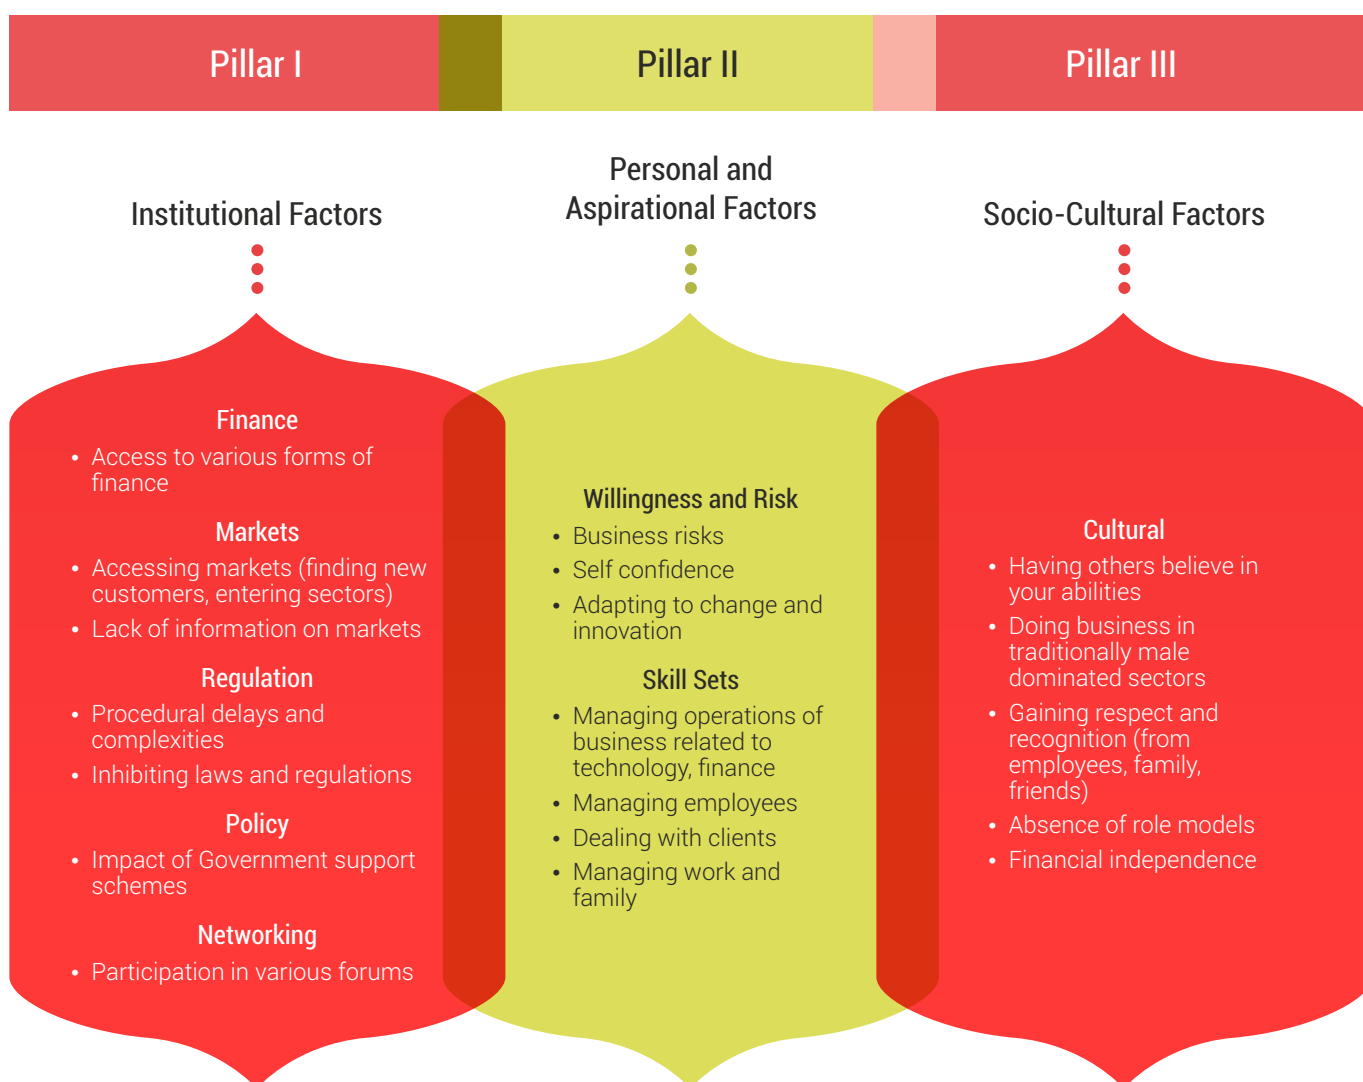 Pillar I
Pillar II
Pillar III
Institutional Factors
Personal and
Aspirational Factors
Socio-Cultural Factors
Finance
• Access to various forms of
finance
Markets
• Accessing markets (finding new
customers, entering sectors)
• Lack of information on markets
Regulation
• Procedural delays and
complexities
• Inhibiting laws and regulations
Policy
• Impact of Government support
schemes
Networking
• Participation in various forums
Willingness and Risk
• Business risks
• Self confidence
• Adapting to change and
innovation
Skill Sets
• Managing operations of
business related to
technology, finance
• Managing employees
• Dealing with clients
• Managing work and
family
Cultural
• Having others believe in
your abilities
• Doing business in
traditionally male
dominated sectors
• Gaining respect and
recognition (from
employees, family,
friends)
• Absence of role models
• Financial independence